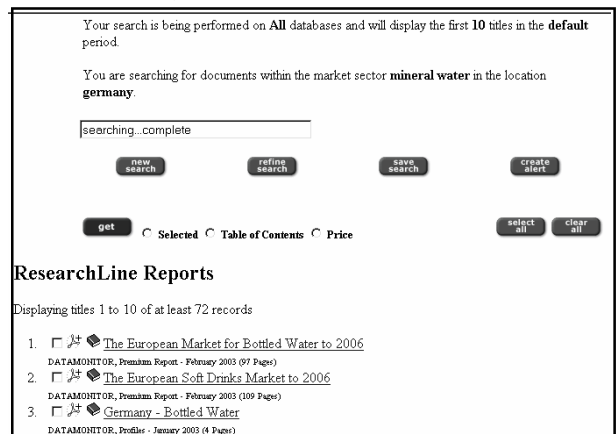 Your search is being performed on All databases and will display the first 10 titles in the default
period.
You are searching for documents within the market sector mineral water in the location
germany.
searching...complete
new search
refine search
save search
create alert
get Selected Table of Contents Price select all clear all
ResearchLine Reports
Displaying titles 1 to 10 of at least 72 records
1. The European Market for Bottled Water to 2006
DATAMONITOR, Premium Report - February 2003 (97 Pages)
2. The European Soft Drinks Market to 2006
DATAMONITOR, Premium Report - February 2003 (109 Pages)
3. Germany - Bottled Water
DATAMONITOR, Profiles - January 2003 (4 Pages)